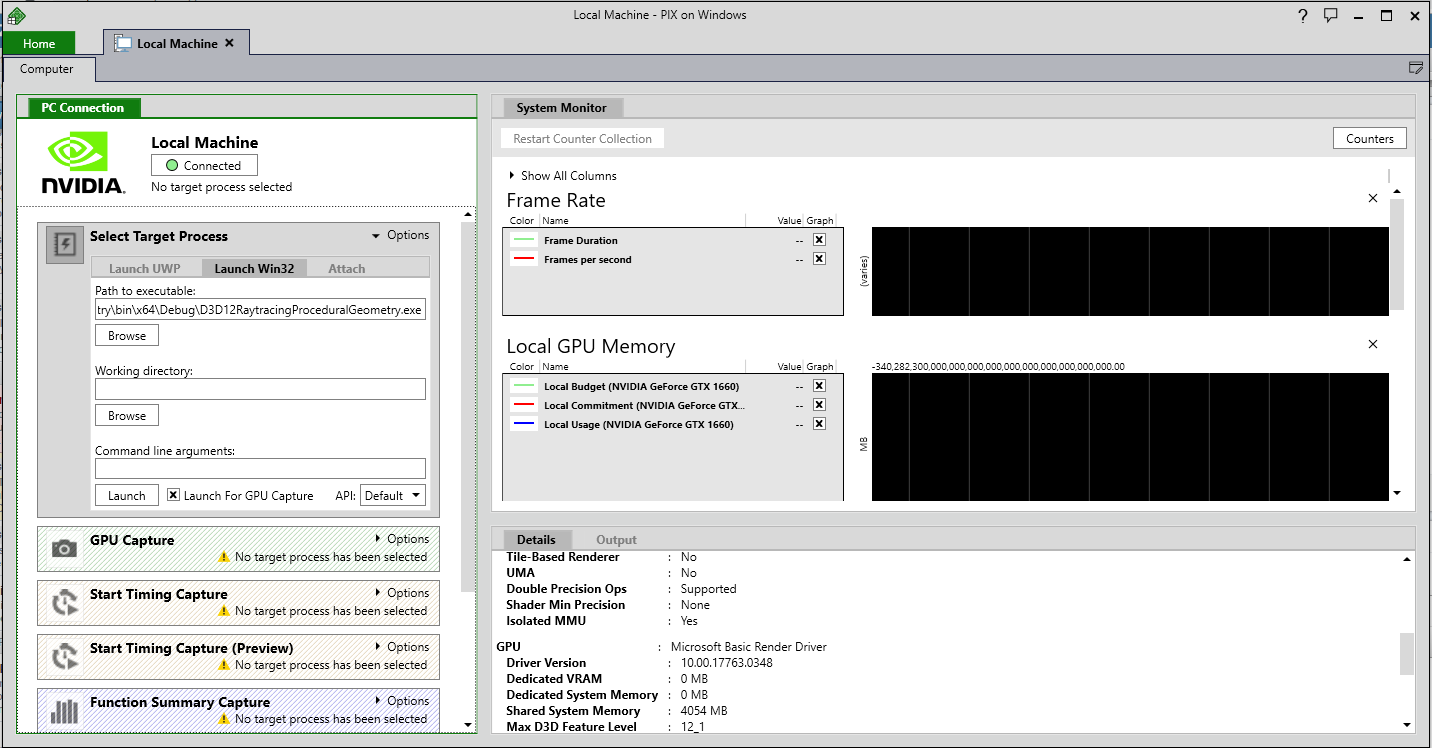 Local Machine - PIX on Windows
Home
Local Machine
Computer
PC Connection
NVIDIA.
Local Machine
Connected
No target process selected
Select Target Process
Options
Launch UWP
Launch Win32
Attach
Path to executable:
try\bin\x64\Debug\D3D12RaytracingProceduralGeometry.exe
Browse
Working directory:
Browse
Command line arguments:
Launch
Launch For GPU Capture
API:
Default
GPU Capture
Options
No target process has been selected
Start Timing Capture
Options
No target process has been selected
Start Timing Capture (Preview)
Options
No target process has been selected
Function Summary Capture
Options
No target process has been selected
System Monitor
Restart Counter Collection
Counters
Show All Columns
Frame Rate
Color Name Value Graph
Frame Duration --
Frames per second --
(varies)
Local GPU Memory
Color Name Value Graph
-340,282,300,000,000,000,000,000,000,000,000,000,000.00
Local Budget (NVIDIA GeForce GTX 1660) --
Local Commitment (NVIDIA GeForce GTX... --
Local Usage (NVIDIA GeForce GTX 1660) --
MB
Details
Output
Tile-Based Renderer : No
UMA : No
Double Precision Ops : Supported
Shader Min Precision : None
Isolated MMU : Yes
GPU : Microsoft Basic Render Driver
Driver Version : 10.00.17763.0348
Dedicated VRAM : 0 MB
Dedicated System Memory : 0 MB
Shared System Memory : 4054 MB
Max D3D Feature Level : 12_1